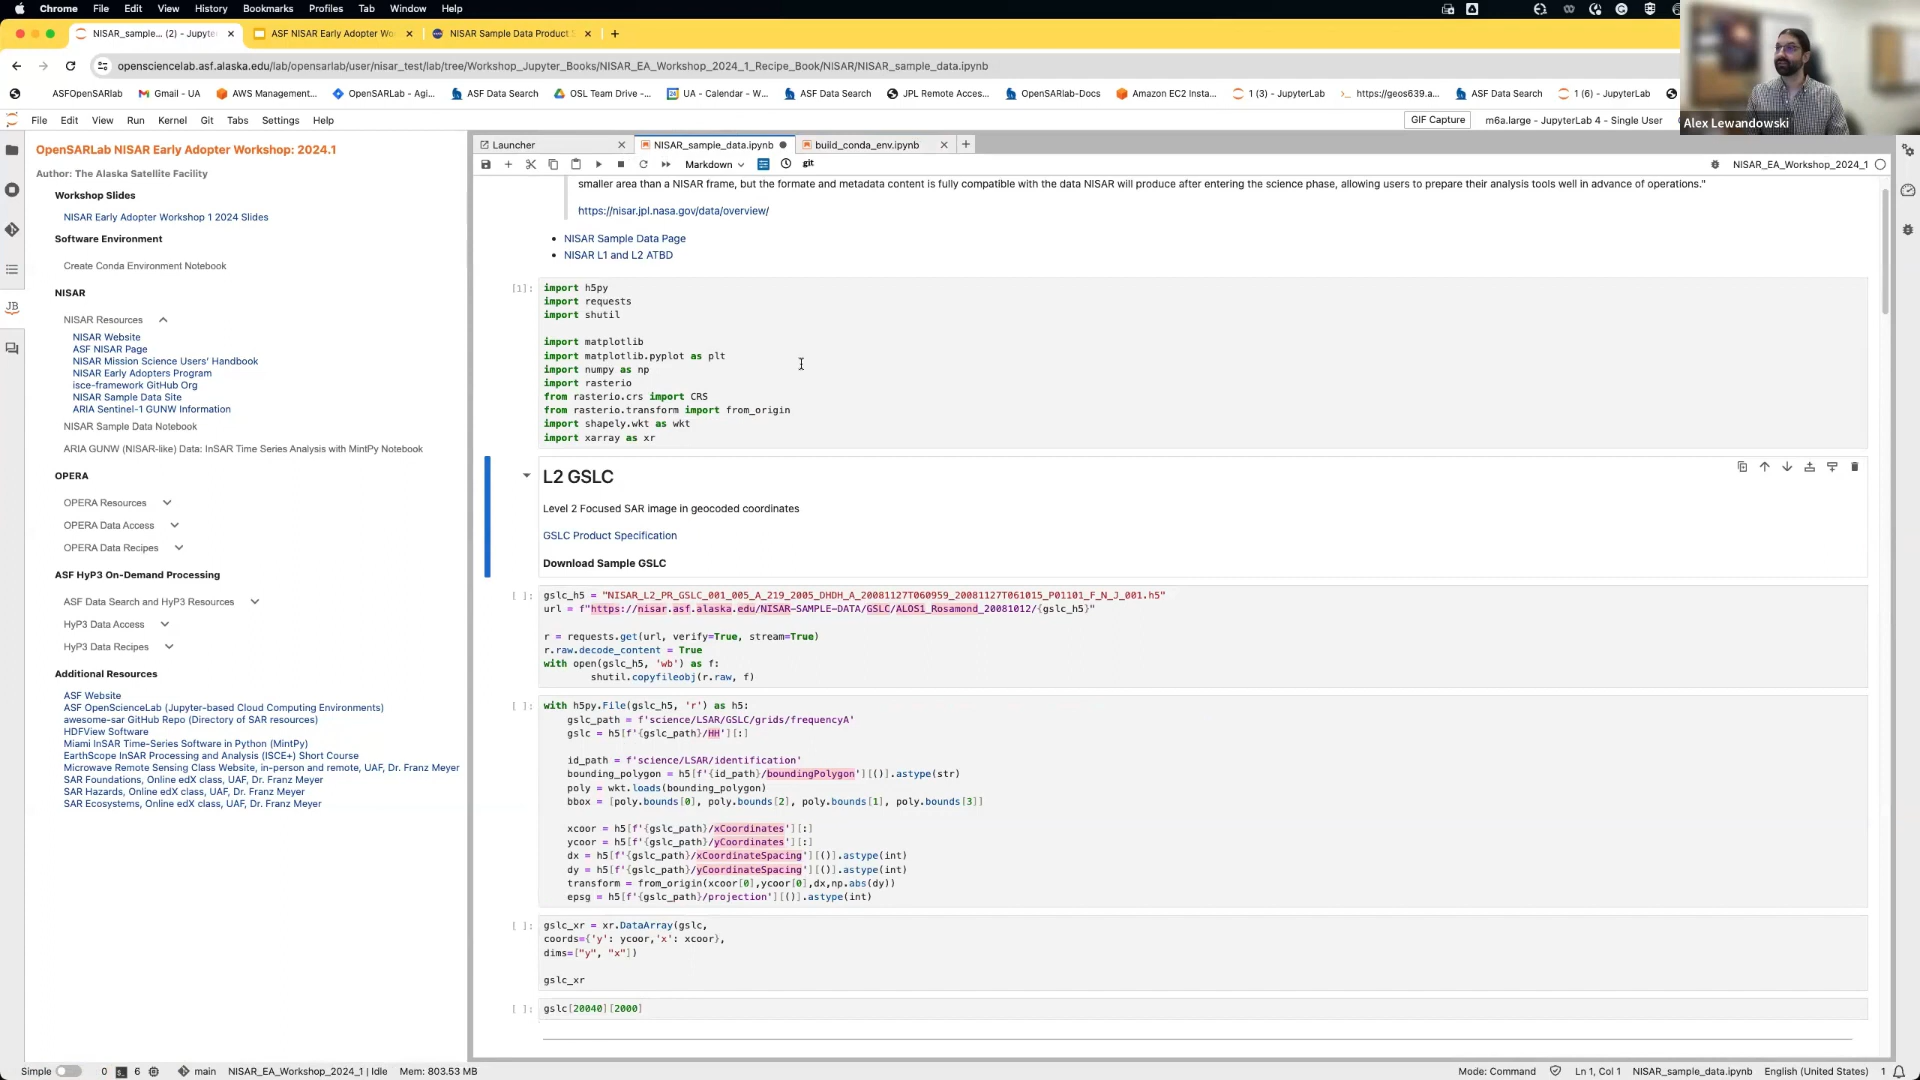 Chrome File Edit View History Bookmarks Profiles Tab Window Help
NISAR_sample... (2) - Jupyte
ASF NISAR Early Adopter Wo
NISAR Sample Data Product
opensciencelab.asf.alaska.edu/lab/opensarlab/user/nisar_test/lab/tree/Workshop_Jupyter_Books/NISAR_EA_Workshop_2024_1_Recipe_Book/NISAR/NISAR_sample_data.ipynb
ASFOpenSARlab Gmail - UA AWS Management... OpenSARLab - Agi... ASF Data Search OSL Team Drive -... UA - Calendar - W... ASF Data Search JPL Remote Acces... OpenSARlab-Docs Amazon EC2 Insta... 1 (3) - JupyterLab https://geos639.a... ASF Data Search 1 (6) - JupyterLab
Alex Lewandowski
File Edit View Run Kernel Git Tabs Settings Help
GIF Capture m6a.large - JupyterLab 4 - Single User
OpenSARLab NISAR Early Adopter Workshop: 2024.1
Author: The Alaska Satellite Facility
Workshop Slides
NISAR Early Adopter Workshop 1 2024 Slides
Software Environment
Create Conda Environment Notebook
NISAR
NISAR Resources
NISAR Website
ASF NISAR Page
NISAR Mission Science Users' Handbook
NISAR Early Adopters Program
isce-framework GitHub Org
NISAR Sample Data Site
ARIA Sentinel-1 GUNW Information
NISAR Sample Data Notebook
ARIA GUNW (NISAR-like) Data: InSAR Time Series Analysis with MintPy Notebook
OPERA
OPERA Resources
OPERA Data Access
OPERA Data Recipes
ASF HyP3 On-Demand Processing
ASF Data Search and HyP3 Resources
HyP3 Data Access
HyP3 Data Recipes
Additional Resources
ASF Website
ASF OpenScienceLab (Jupyter-based Cloud Computing Environments)
awesome-sar GitHub Repo (Directory of SAR resources)
HDFView Software
Miami InSAR Time-Series Software in Python (MintPy)
EarthScope InSAR Processing and Analysis (ISCE+) Short Course
Microwave Remote Sensing Class Website, in-person and remote, UAF, Dr. Franz Meyer
SAR Foundations, Online edX class, UAF, Dr. Franz Meyer
SAR Hazards, Online edX class, UAF, Dr. Franz Meyer
SAR Ecosystems, Online edX class, UAF, Dr. Franz Meyer
Launcher NISAR_sample_data.ipynb build_conda_env.ipynb
Markdown git NISAR_EA_Workshop_2024_1
smaller area than a NISAR frame, but the formate and metadata content is fully compatible with the data NISAR will produce after entering the science phase, allowing users to prepare their analysis tools well in advance of operations."
https://nisar.jpl.nasa.gov/data/overview/
• NISAR Sample Data Page
• NISAR L1 and L2 ATBD
[1]: import h5py
import requests
import shutil
import matplotlib
import matplotlib.pyplot as plt
import numpy as np
import rasterio
from rasterio.crs import CRS
from rasterio.transform import from_origin
import shapely.wkt as wkt
import xarray as xr
L2 GSLC
Level 2 Focused SAR image in geocoded coordinates
GSLC Product Specification
Download Sample GSLC
[ ]: gslc_h5 = "NISAR_L2_PR_GSLC_001_005_A_219_2005_DHDH_A_20081127T060959_20081127T061015_P01101_F_N_J_001.h5"
url = f"https://nisar.asf.alaska.edu/NISAR-SAMPLE-DATA/GSLC/ALOS1_Rosamond_20081012/{gslc_h5}"
r = requests.get(url, verify=True, stream=True)
r.raw.decode_content = True
with open(gslc_h5, 'wb') as f:
shutil.copyfileobj(r.raw, f)
[ ]: with h5py.File(gslc_h5, 'r') as h5:
gslc_path = f'science/LSAR/GSLC/grids/frequencyA'
gslc = h5[f'{gslc_path}/HH'][:]
id_path = f'science/LSAR/identification'
bounding_polygon = h5[f'{id_path}/boundingPolygon'][()].astype(str)
poly = wkt.loads(bounding_polygon)
bbox = [poly.bounds[0], poly.bounds[2], poly.bounds[1], poly.bounds[3]]
xcoor = h5[f'{gslc_path}/xCoordinates'][:]
ycoor = h5[f'{gslc_path}/yCoordinates'][:]
dx = h5[f'{gslc_path}/xCoordinateSpacing'][()].astype(int)
dy = h5[f'{gslc_path}/yCoordinateSpacing'][()].astype(int)
transform = from_origin(xcoor[0],ycoor[0],dx,np.abs(dy))
epsg = h5[f'{gslc_path}/projection'][()].astype(int)
[ ]: gslc_xr = xr.DataArray(gslc,
coords={'y': ycoor,'x': xcoor},
dims=["y", "x"])
gslc_xr
[ ]: gslc[20040][2000]
Simple 0 6 main NISAR_EA_Workshop_2024_1 | Idle Mem: 803.53 MB
Mode: Command Ln 1, Col 1 NISAR_sample_data.ipynb English (United States) 1